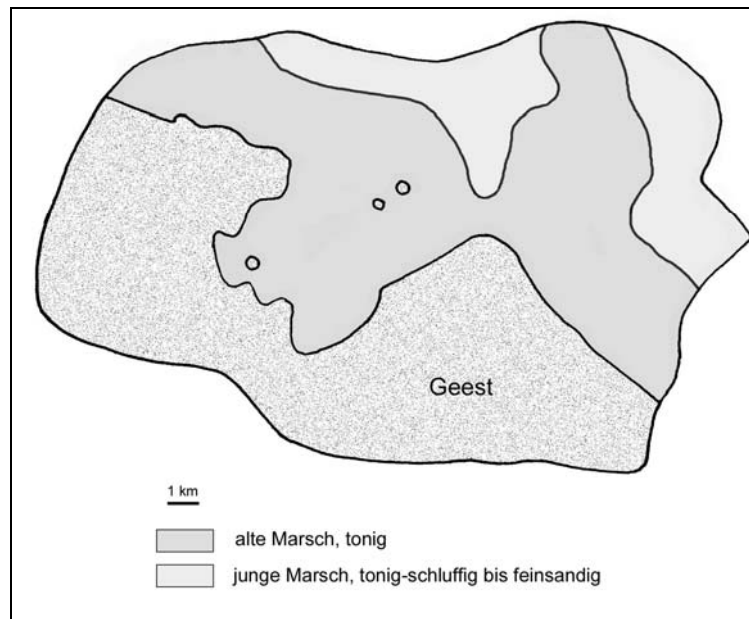 Geest
1 km
alte Marsch, tonig
junge Marsch, tonig-schluffig bis feinsandig